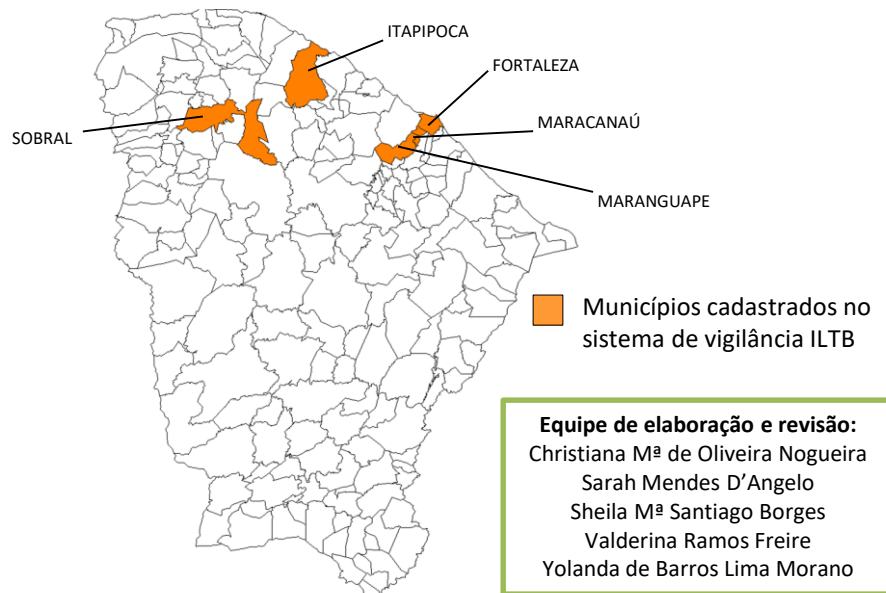 ITAPIPOCA
FORTALEZA
MARACANAÚ
SOBRAL
MARANGUAPE
Municípios cadastrados no
sistema de vigilância ILTB
Equipe de elaboração e revisão:
Christiana Mª de Oliveira Nogueira
Sarah Mendes D’Angelo
Sheila Mª Santiago Borges
Valderina Ramos Freire
Yolanda de Barros Lima Morano